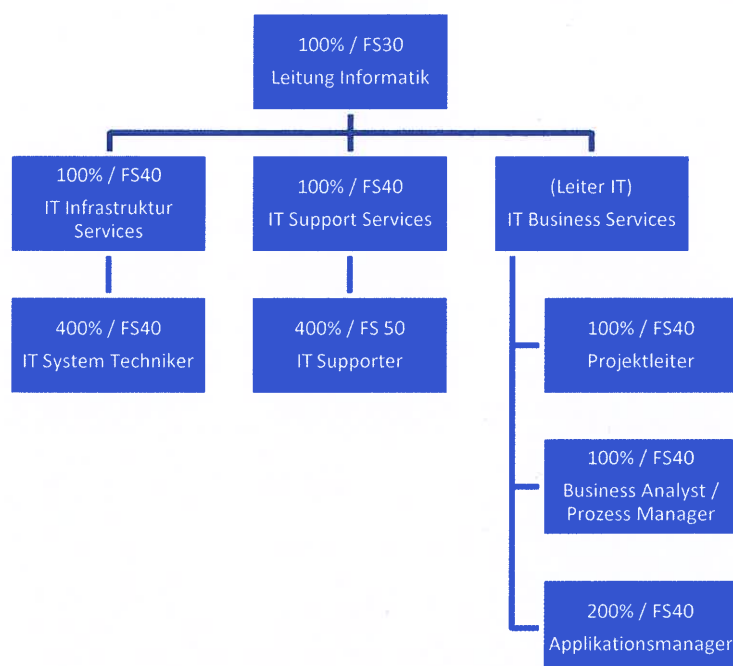 100% / FS30
Leitung Informatik
100% / FS40
IT Infrastruktur
Services
100% / FS40
IT Support Services
(Leiter IT)
IT Business Services
400% / FS40
IT System Techniker
400% / FS 50
IT Supporter
100% / FS40
Projektleiter
100% / FS40
Business Analyst /
Prozess Manager
200% / FS40
Applikationsmanager